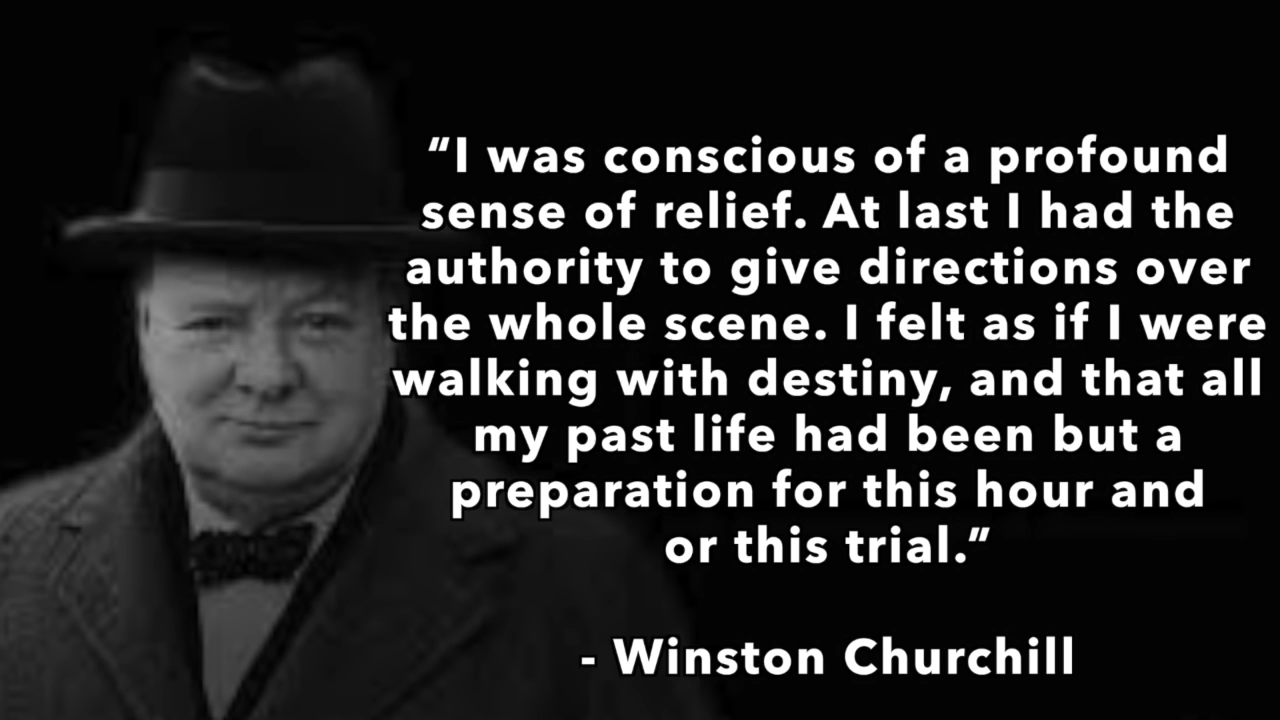 “I was conscious of a profound
sense of relief. At last I had the
authority to give directions over
the whole scene. I felt as if I were
walking with destiny, and that all
my past life had been but a
preparation for this hour and
or this trial.”
- Winston Churchill